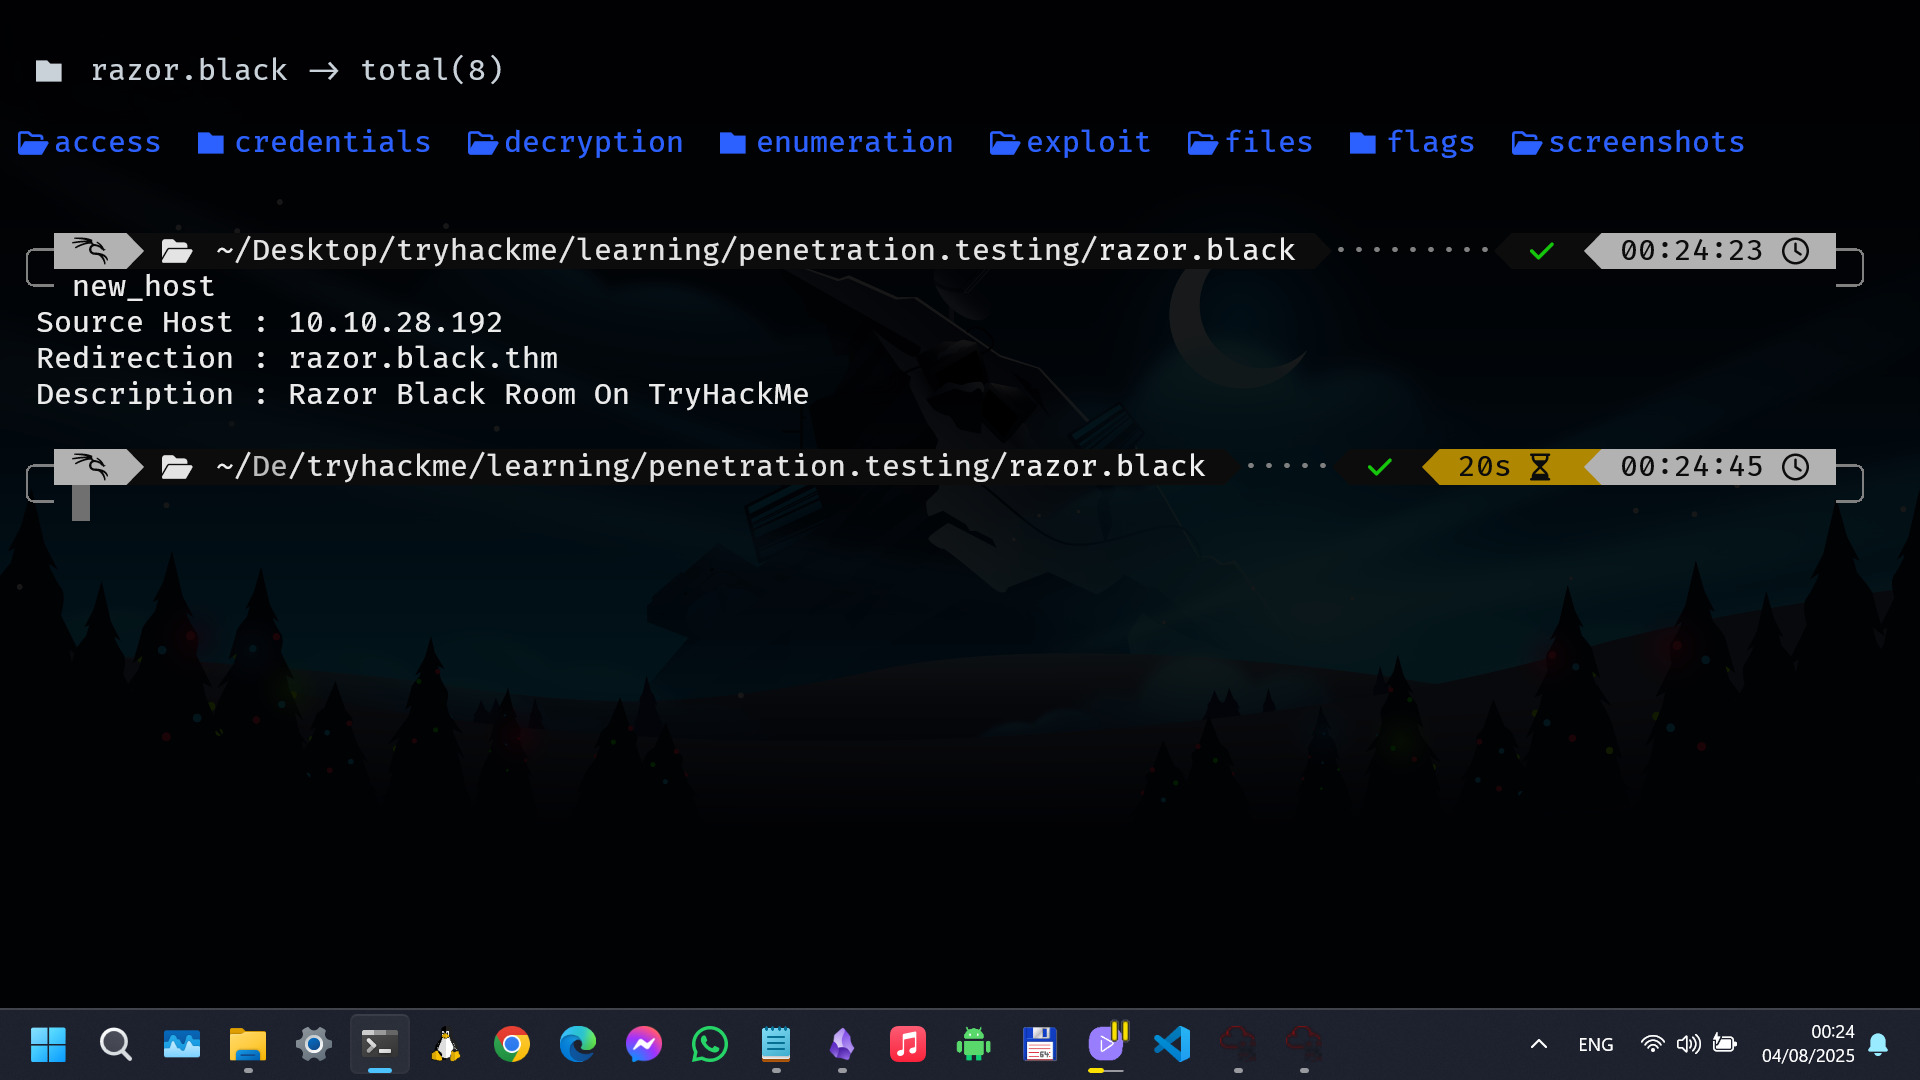 razor.black → total(8)
access credentials decryption enumeration exploit files flags screenshots
~/Desktop/tryhackme/learning/penetration.testing/razor.black ········· ✓ 00:24:23
new_host
Source Host : 10.10.28.192
Redirection : razor.black.thm
Description : Razor Black Room On TryHackMe
~/De/tryhackme/learning/penetration.testing/razor.black ····· ✓ 20s 00:24:45
64:
ENG
00:24
04/08/2025